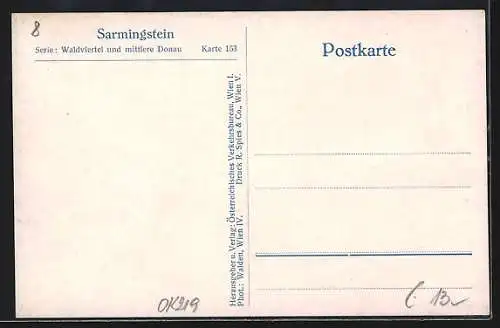 8
Sarmingstein
Serie: Waldviertel und mittlere Donau Karte 153
Postkarte
Herausgeber u. Verlag: Österreichisches Verkehrsbureau, Wien I.
Phot.: Walden, Wien IV. Druck R. Spies & Co., Wien V.
OK219
13.-